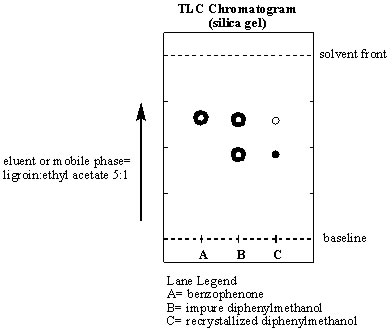 TLC Chromatogram
(silica gel)
solvent front
eluent or mobile phase=
ligroin:ethyl acetate 5:1
baseline
A B C
Lane Legend
A= benzophenone
B= impure diphenylmethanol
C= recrystallized diphenylmethanol